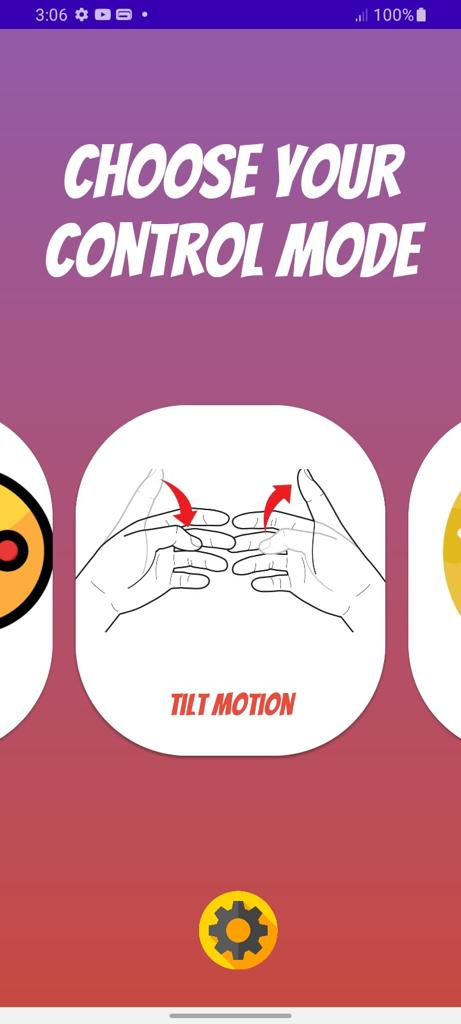 3:06
100%
CHOOSE YOUR
CONTROL MODE
TILT MOTION